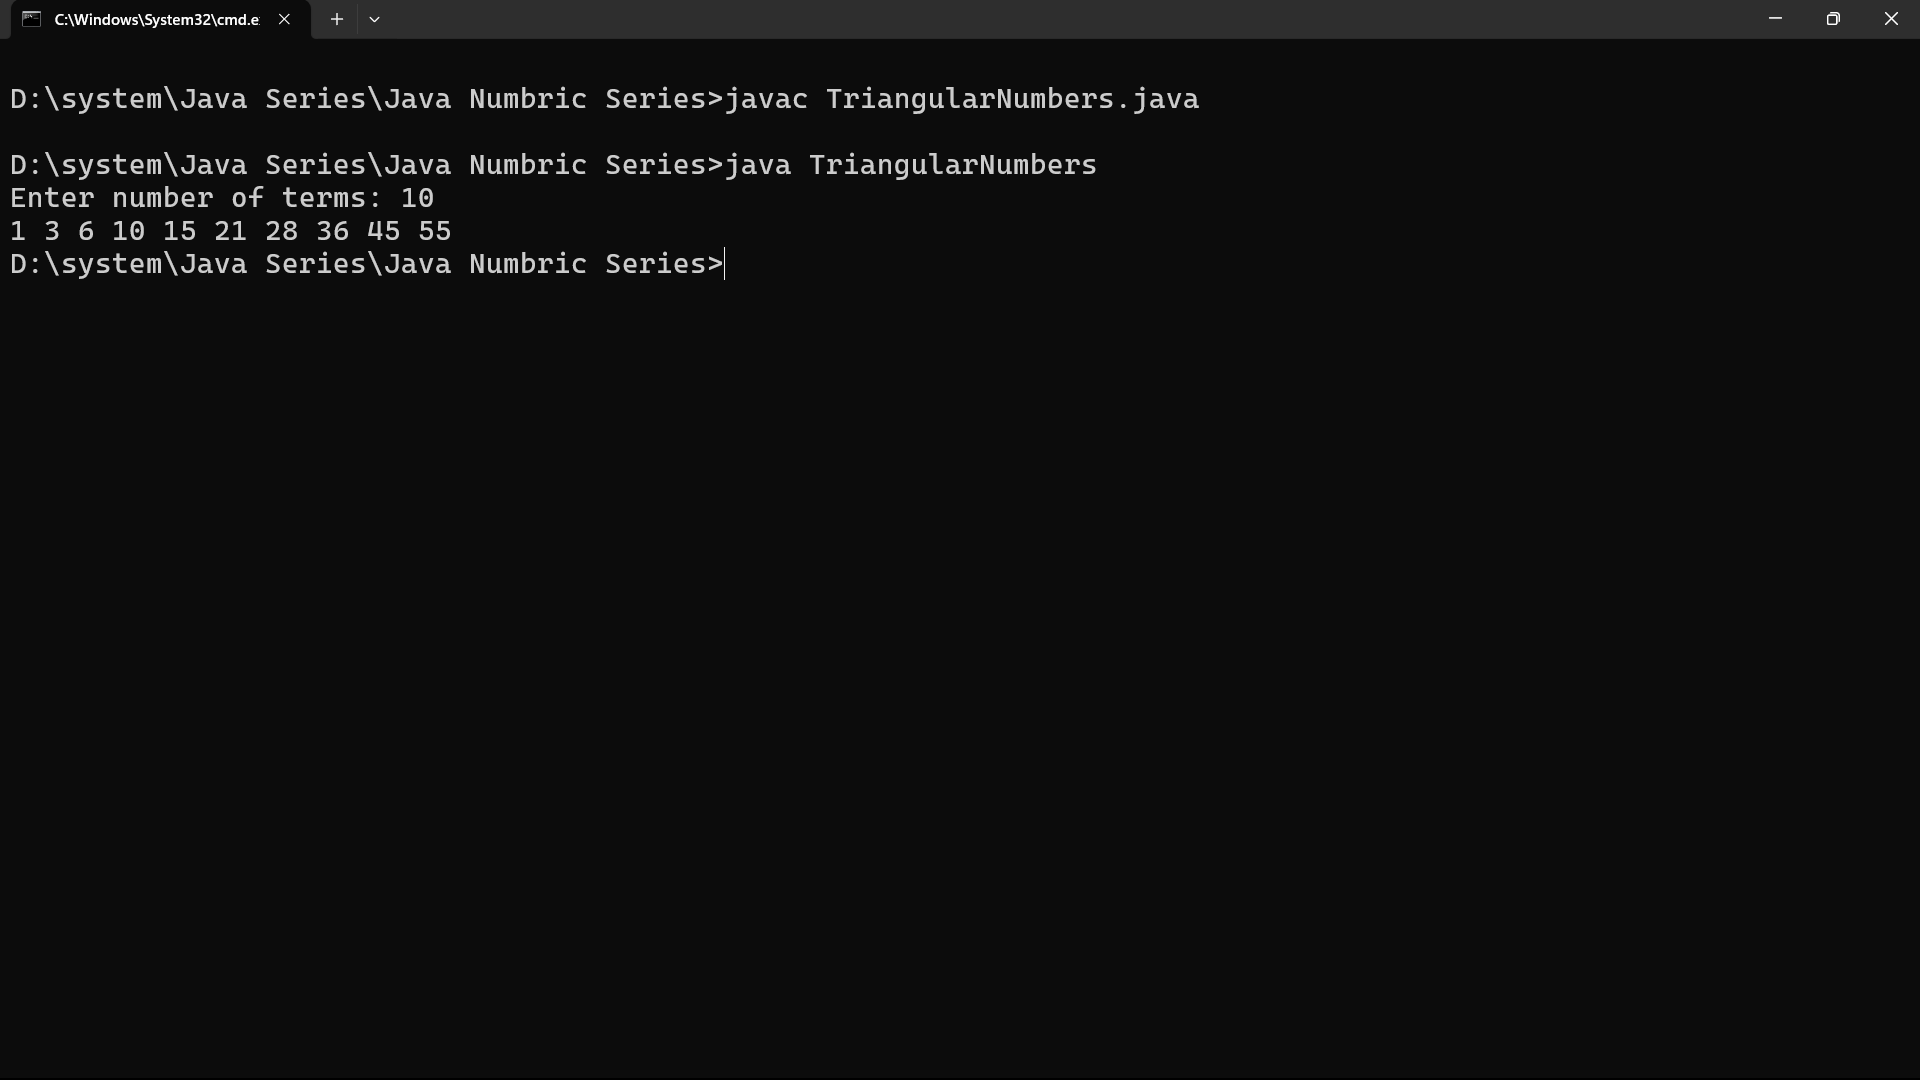 C:\Windows\System32\cmd.e
D:\system\Java Series\Java Numbric Series>javac TriangularNumbers.java
D:\system\Java Series\Java Numbric Series>java TriangularNumbers
Enter number of terms: 10
1 3 6 10 15 21 28 36 45 55
D:\system\Java Series\Java Numbric Series>